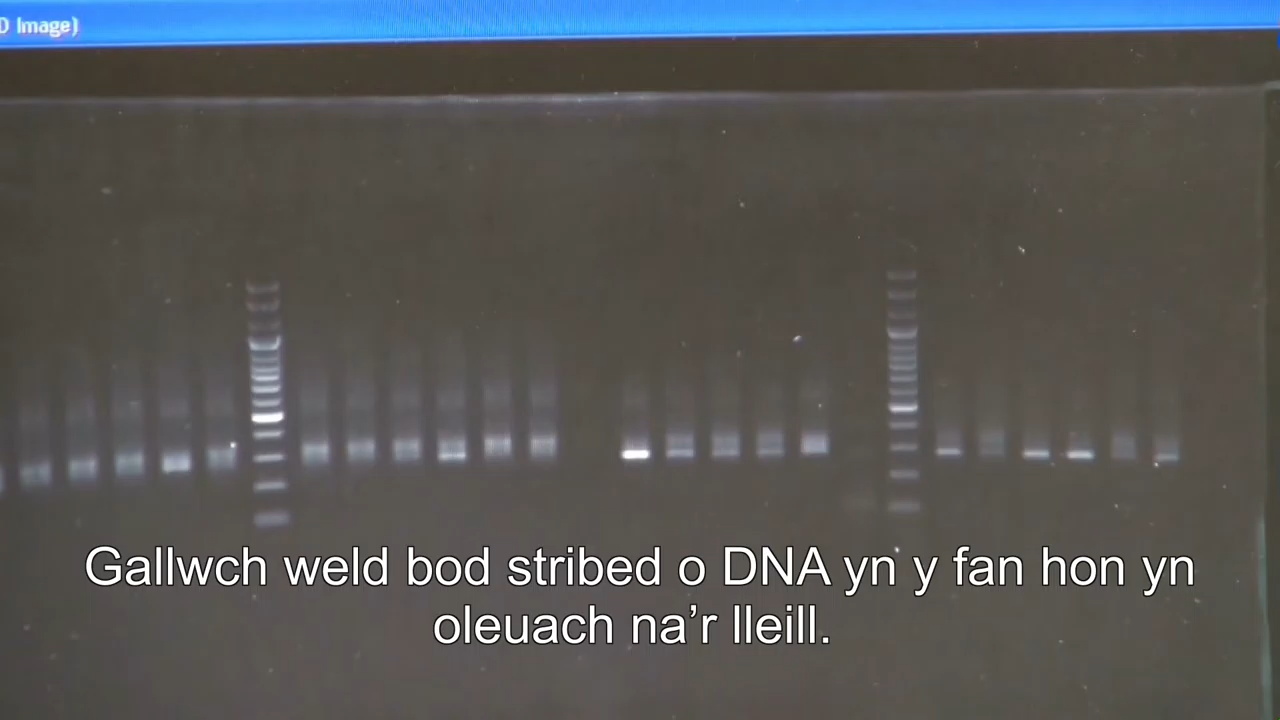 D Image)
Gallwch weld bod stribed o DNA yn y fan hon yn
oleuach na’r lleill.